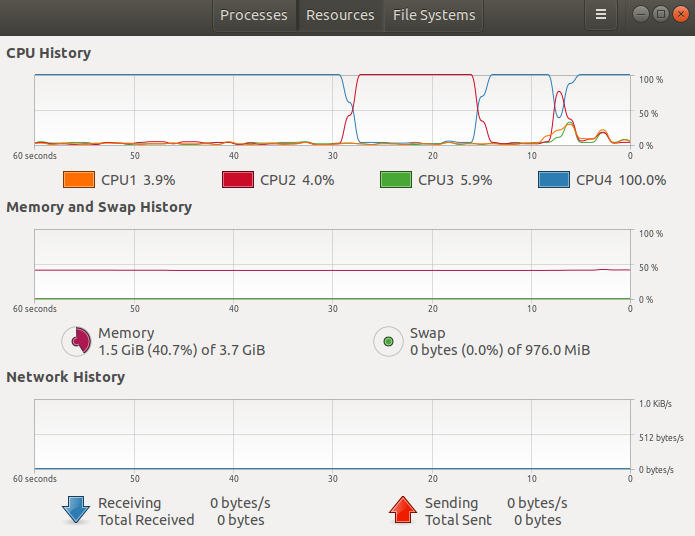 Processes Resources File Systems
CPU History
100 %
50 %
0 %
60 seconds 50 40 30 20 10 0
CPU1 3.9% CPU2 4.0% CPU3 5.9% CPU4 100.0%
Memory and Swap History
100 %
50 %
0 %
60 seconds 50 40 30 20 10 0
Memory Swap
1.5 GiB (40.7%) of 3.7 GiB 0 bytes (0.0%) of 976.0 MiB
Network History
1.0 KiB/s
512 bytes/s
0 bytes/s
60 seconds 50 40 30 20 10 0
Receiving 0 bytes/s Sending 0 bytes/s
Total Received 0 bytes Total Sent 0 bytes